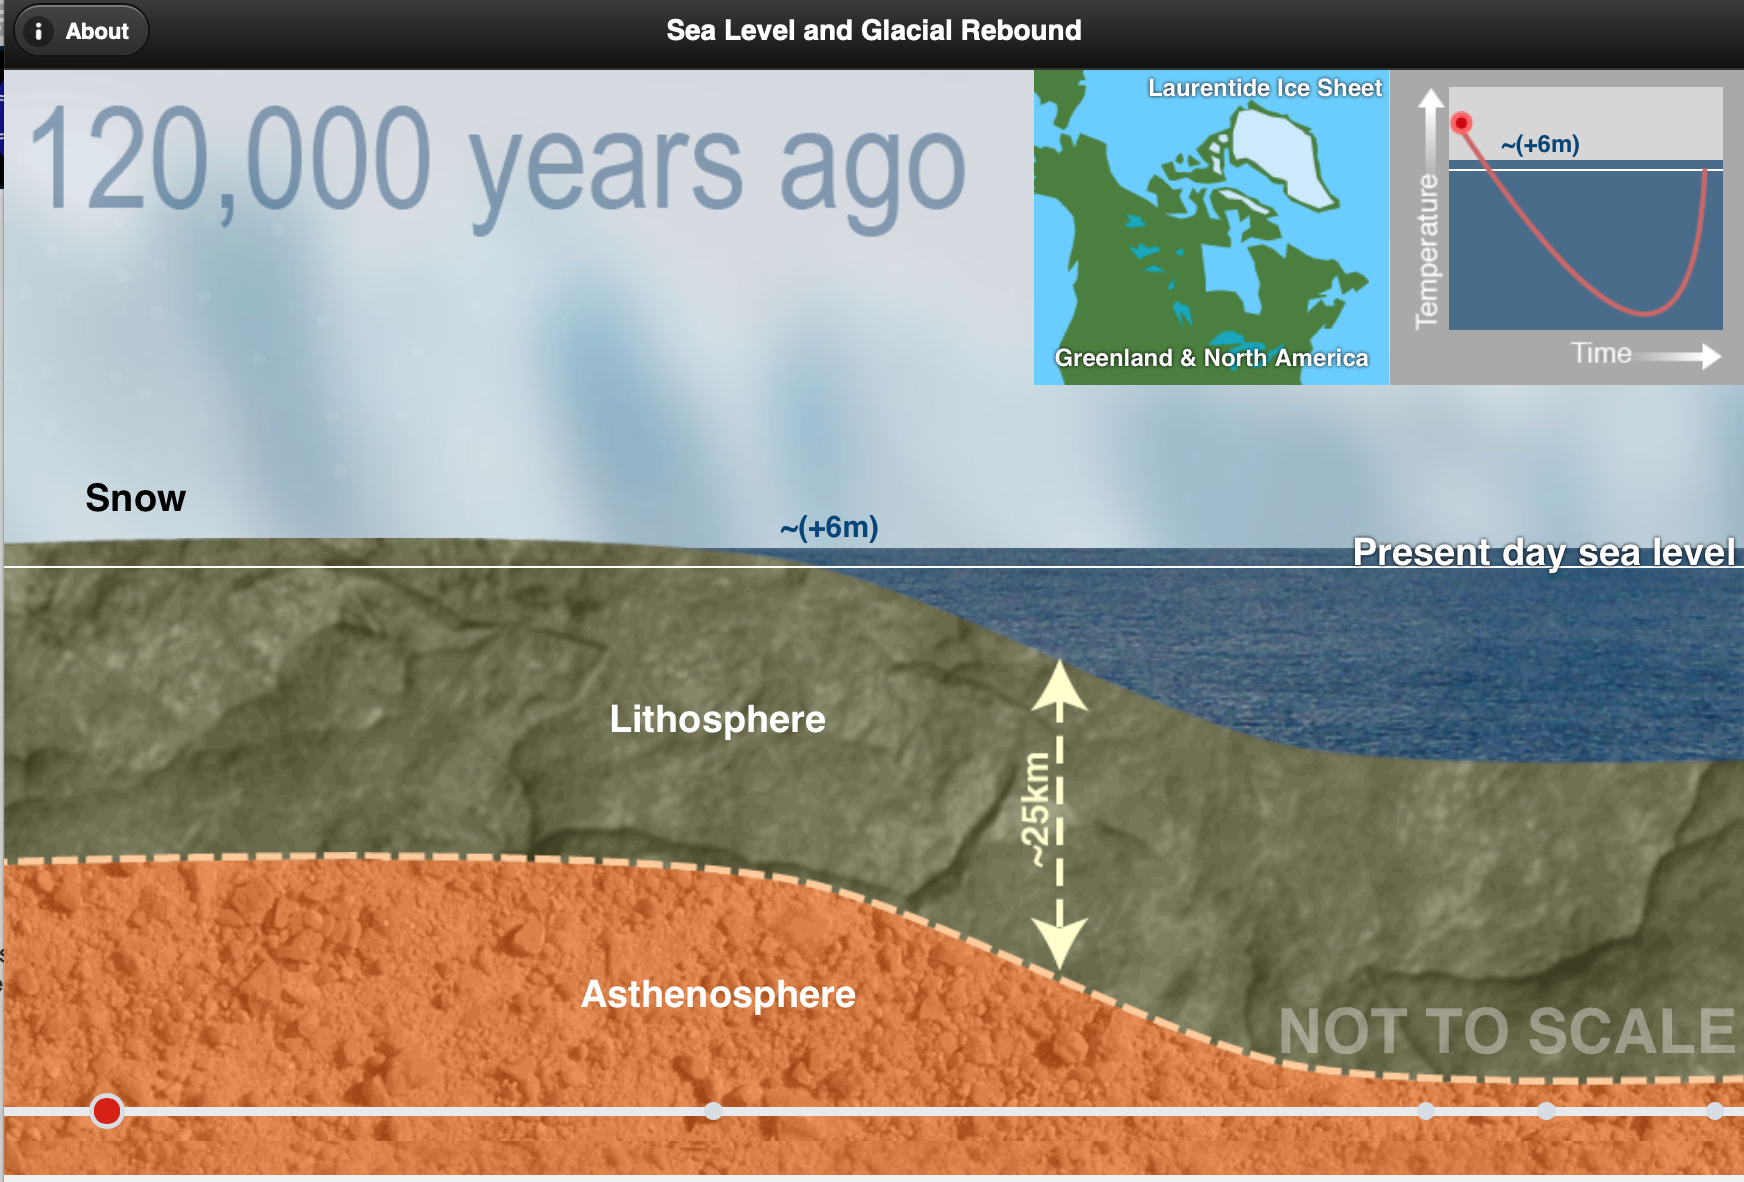 About
Sea Level and Glacial Rebound
120,000 years ago
Laurentide Ice Sheet
Greenland & North America
Temperature
~(+6m)
Time
Snow
~(+6m)
Present day sea level
Lithosphere
~25km
Asthenosphere
NOT TO SCALE